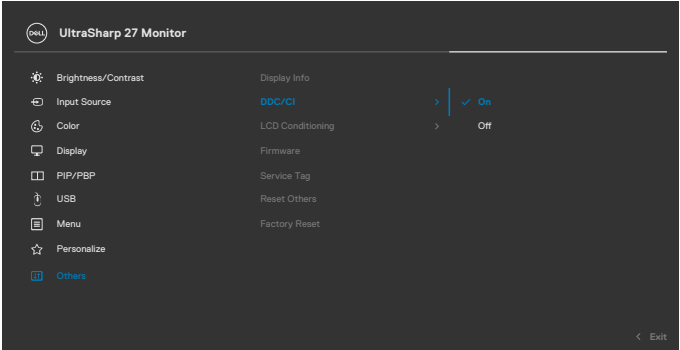 DELL UltraSharp 27 Monitor
Brightness/Contrast Display Info
Input Source DDC/CI > ✓ On
Color LCD Conditioning > Off
Display Firmware
PIP/PBP Service Tag
USB Reset Others
Menu Factory Reset
Personalize
Others
< Exit